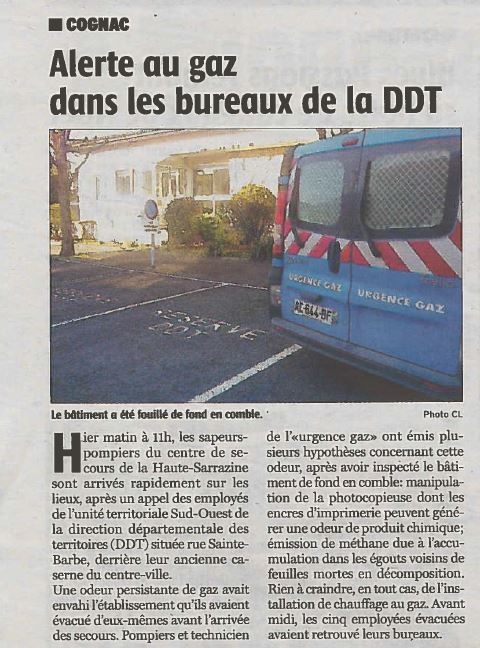 COGNAC
Alerte au gaz
dans les bureaux de la DDT
URGENCE GAZ
URGENCE GAZ
RESERVE
DDT
Le bâtiment a été fouillé de fond en comble.
Photo CL
Hier matin à 11h, les sapeurs-
pompiers du centre de se-
cours de la Haute-Sarrazine
sont arrivés rapidement sur les
lieux, après un appel des employés
de l'unité territoriale Sud-Ouest de
la direction départementale des
territoires (DDT) située rue Sainte-
Barbe, derrière leur ancienne ca-
serne du centre-ville.
Une odeur persistante de gaz avait
envahi l'établissement qu'ils avaient
évacué d'eux-mêmes avant l'arrivée
des secours. Pompiers et technicien
de l'«urgence gaz» ont émis plu-
sieurs hypothèses concernant cette
odeur, après avoir inspecté le bâti-
ment de fond en comble: manipula-
tion de la photocopieuse dont les
encres d'imprimerie peuvent géné-
rer une odeur de produit chimique;
émission de méthane due à l'accu-
mulation dans les égouts voisins de
feuilles mortes en décomposition.
Rien à craindre, en tout cas, de l'ins-
tallation de chauffage au gaz. Avant
midi, les cinq employées évacuées
avaient retrouvé leurs bureaux.